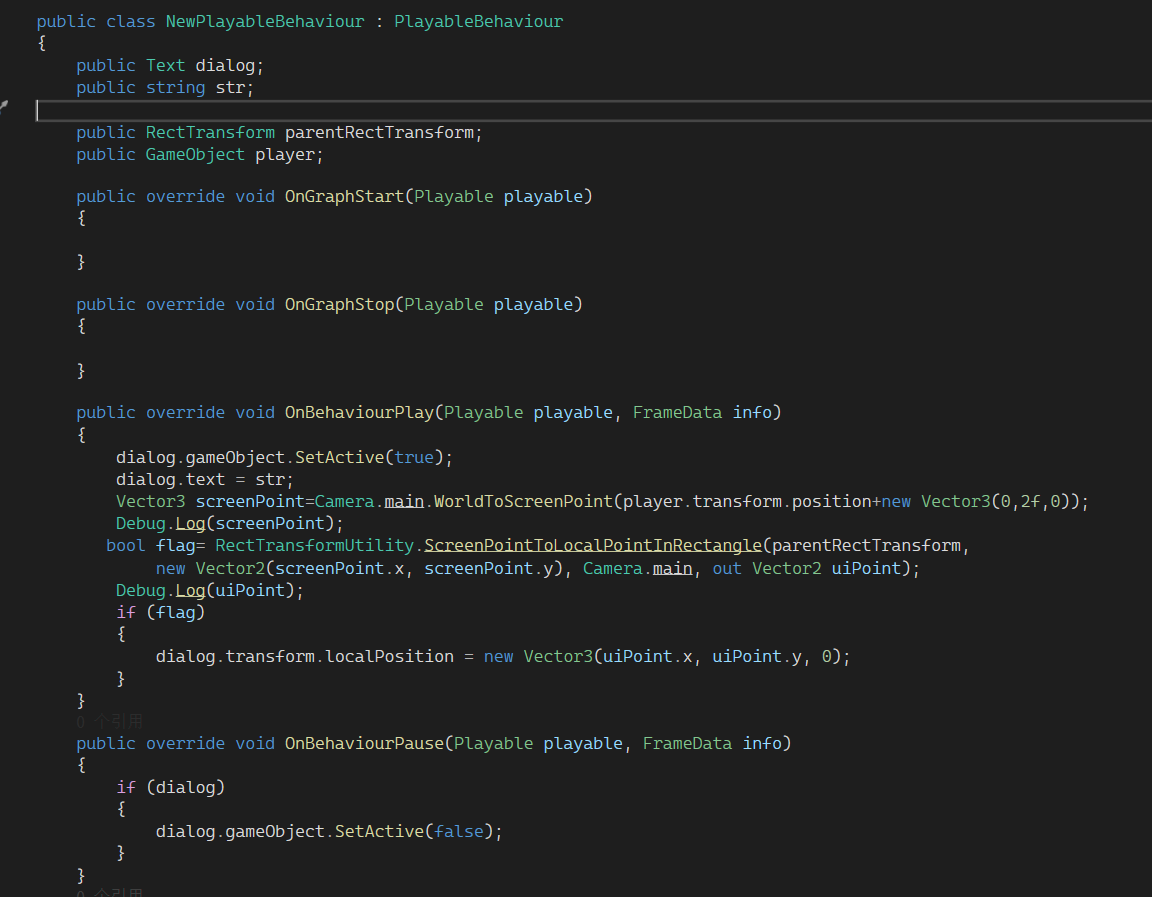 public class NewPlayableBehaviour : PlayableBehaviour
{
public Text dialog;
public string str;
public RectTransform parentRectTransform;
public GameObject player;
public override void OnGraphStart(Playable playable)
{
}
public override void OnGraphStop(Playable playable)
{
}
public override void OnBehaviourPlay(Playable playable, FrameData info)
{
dialog.gameObject.SetActive(true);
dialog.text = str;
Vector3 screenPoint=Camera.main.WorldToScreenPoint(player.transform.position+new Vector3(0,2f,0));
Debug.Log(screenPoint);
bool flag= RectTransformUtility.ScreenPointToLocalPointInRectangle(parentRectTransform,
new Vector2(screenPoint.x, screenPoint.y), Camera.main, out Vector2 uiPoint);
Debug.Log(uiPoint);
if (flag)
{
dialog.transform.localPosition = new Vector3(uiPoint.x, uiPoint.y, 0);
}
}
0 个引用
public override void OnBehaviourPause(Playable playable, FrameData info)
{
if (dialog)
{
dialog.gameObject.SetActive(false);
}
}
0 个引用